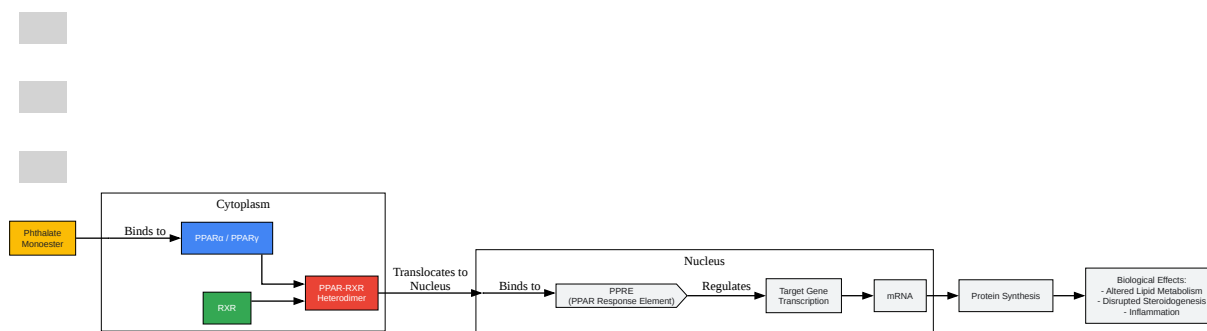 Cytoplasm
Phthalate
Monoester
Binds to
PPARα / PPARγ
RXR
PPAR-RXR
Heterodimer
Translocates to
Nucleus
Nucleus
Binds to
PPRE
(PPAR Response Element)
Regulates
Target Gene
Transcription
mRNA
Protein Synthesis
Biological Effects:
- Altered Lipid Metabolism
- Disrupted Steroidogenesis
- Inflammation